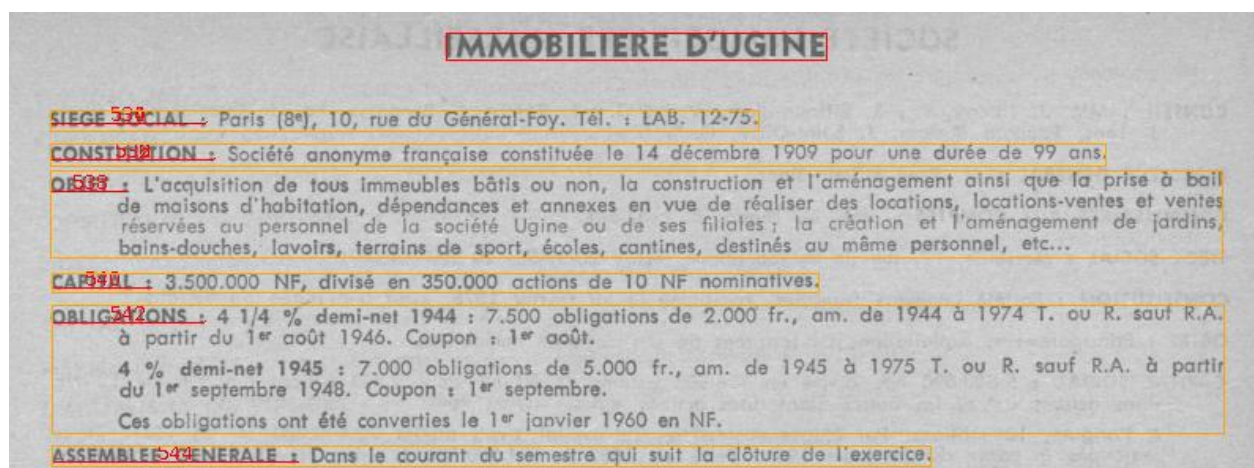 IMMOBILIERE D'UGINE
SIEGE SOCIAL : Paris (8e), 10, rue du Général-Foy. Tél. : LAB. 12-75.
CONSTITUTION : Société anonyme française constituée le 14 décembre 1909 pour une durée de 99 ans.
OBJET : L'acquisition de tous immeubles bâtis ou non, la construction et l'aménagement ainsi que la prise à bail
de maisons d'habitation, dépendances et annexes en vue de réaliser des locations, locations-ventes et ventes
réservées au personnel de la société Ugine ou de ses filiales ; la création et l'aménagement de jardins,
bains-douches, lavoirs, terrains de sport, écoles, cantines, destinés au même personnel, etc...
CAPITAL : 3.500.000 NF, divisé en 350.000 actions de 10 NF nominatives.
OBLIGATIONS : 4 1/4 % demi-net 1944 : 7.500 obligations de 2.000 fr., am. de 1944 à 1974 T. ou R. sauf R.A.
à partir du 1er août 1946. Coupon : 1er août.
4 % demi-net 1945 : 7.000 obligations de 5.000 fr., am. de 1945 à 1975 T. ou R. sauf R.A. à partir
du 1er septembre 1948. Coupon : 1er septembre.
Ces obligations ont été converties le 1er janvier 1960 en NF.
ASSEMBLEE GENERALE : Dans le courant du semestre qui suit la clôture de l'exercice.